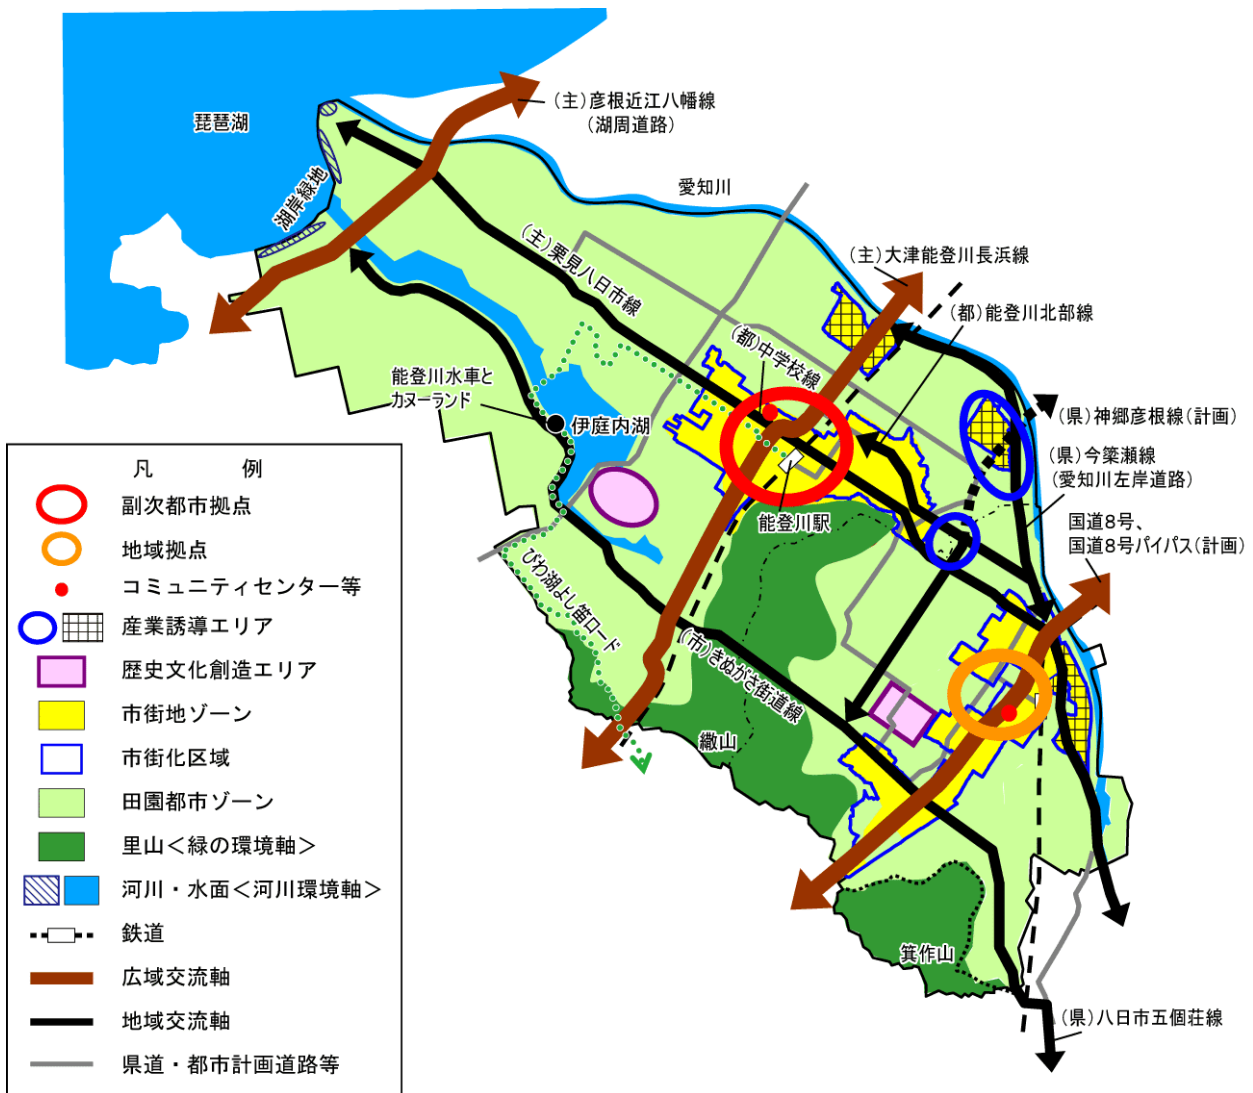 琵琶湖
湖岸緑地
(主)彦根近江八幡線
(湖周道路)
愛知川
(主)栗見八日市線
(主)大津能登川長浜線
(都)能登川北部線
(都)中学校線
能登川水車と
カヌーランド
伊庭内湖
(県)神郷彦根線(計画)
(県)今簗瀬線
(愛知川左岸道路)
国道8号、
国道8号バイパス(計画)
能登川駅
びわ湖よし笛ロード
(市)きぬがさ街道線
繖山
箕作山
(県)八日市五個荘線
凡 例
副次都市拠点
地域拠点
コミュニティセンター等
産業誘導エリア
歴史文化創造エリア
市街地ゾーン
市街化区域
田園都市ゾーン
里山<緑の環境軸>
河川・水面<河川環境軸>
鉄道
広域交流軸
地域交流軸
県道・都市計画道路等